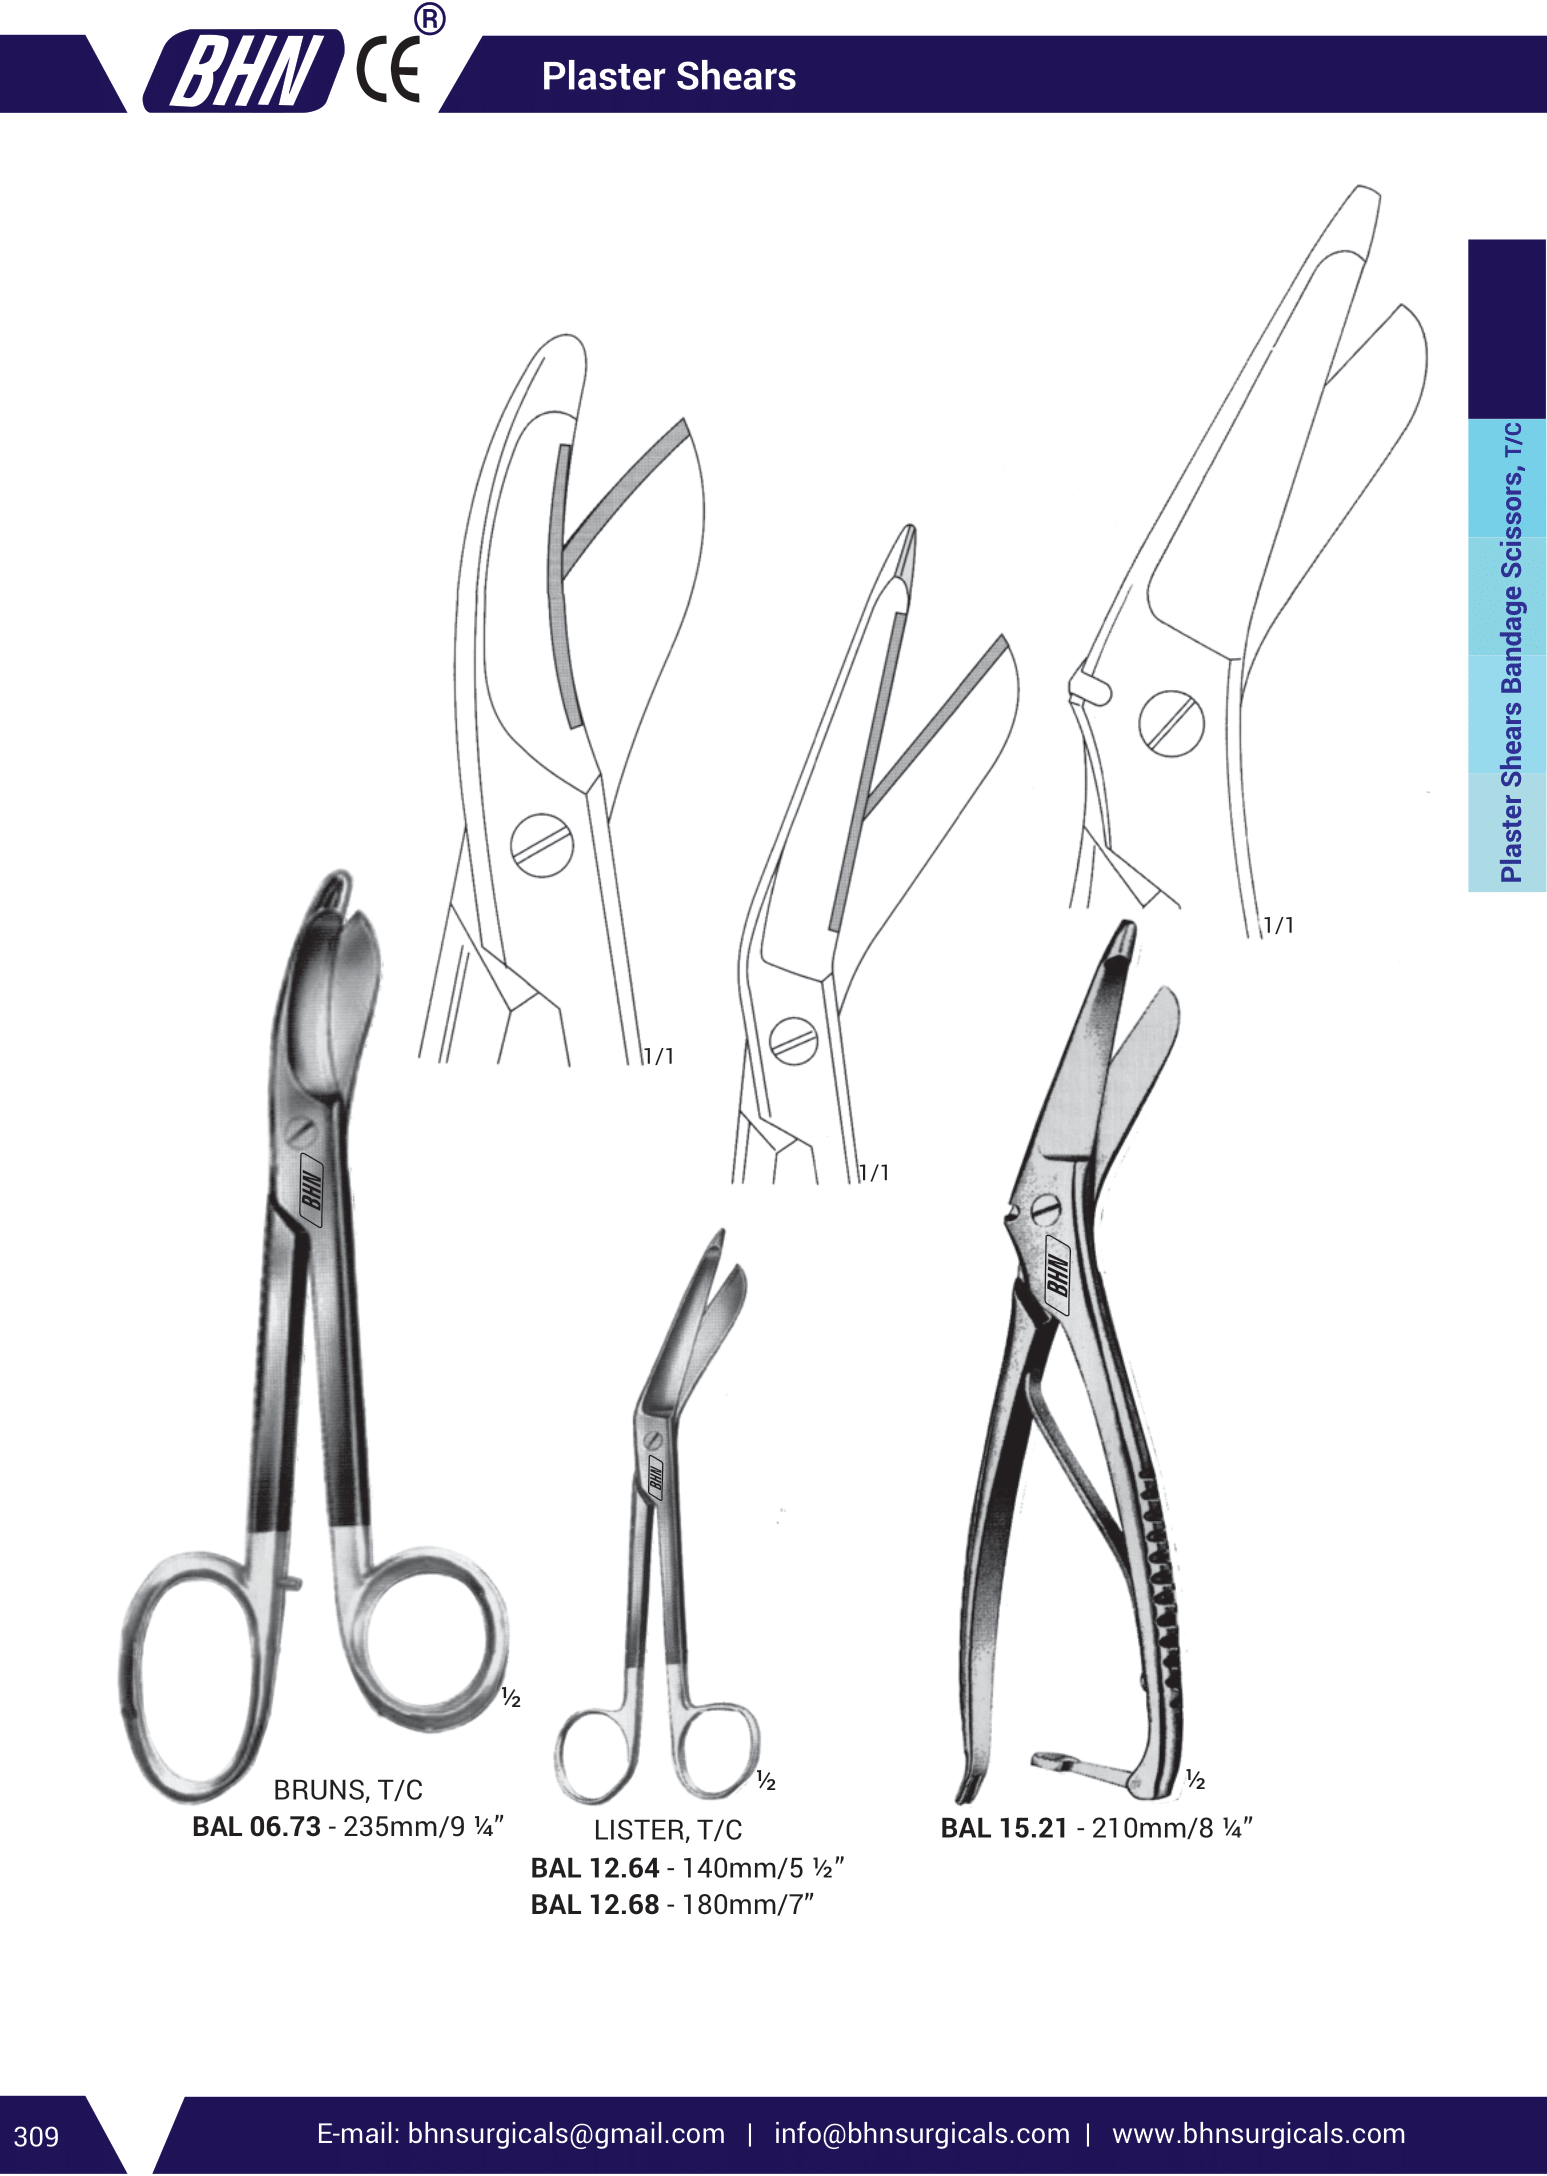 BHN CE ®
Plaster Shears
Plaster Shears Bandage Scissors, T/C
1/1
1/1
1/1
BHN
BHN
BHN
½
½
½
BRUNS, T/C
BAL 06.73 - 235mm/9 ¼”
LISTER, T/C
BAL 12.64 - 140mm/5 ½”
BAL 12.68 - 180mm/7”
BAL 15.21 - 210mm/8 ¼”
309
E-mail: bhnsurgicals@gmail.com | info@bhnsurgicals.com | www.bhnsurgicals.com